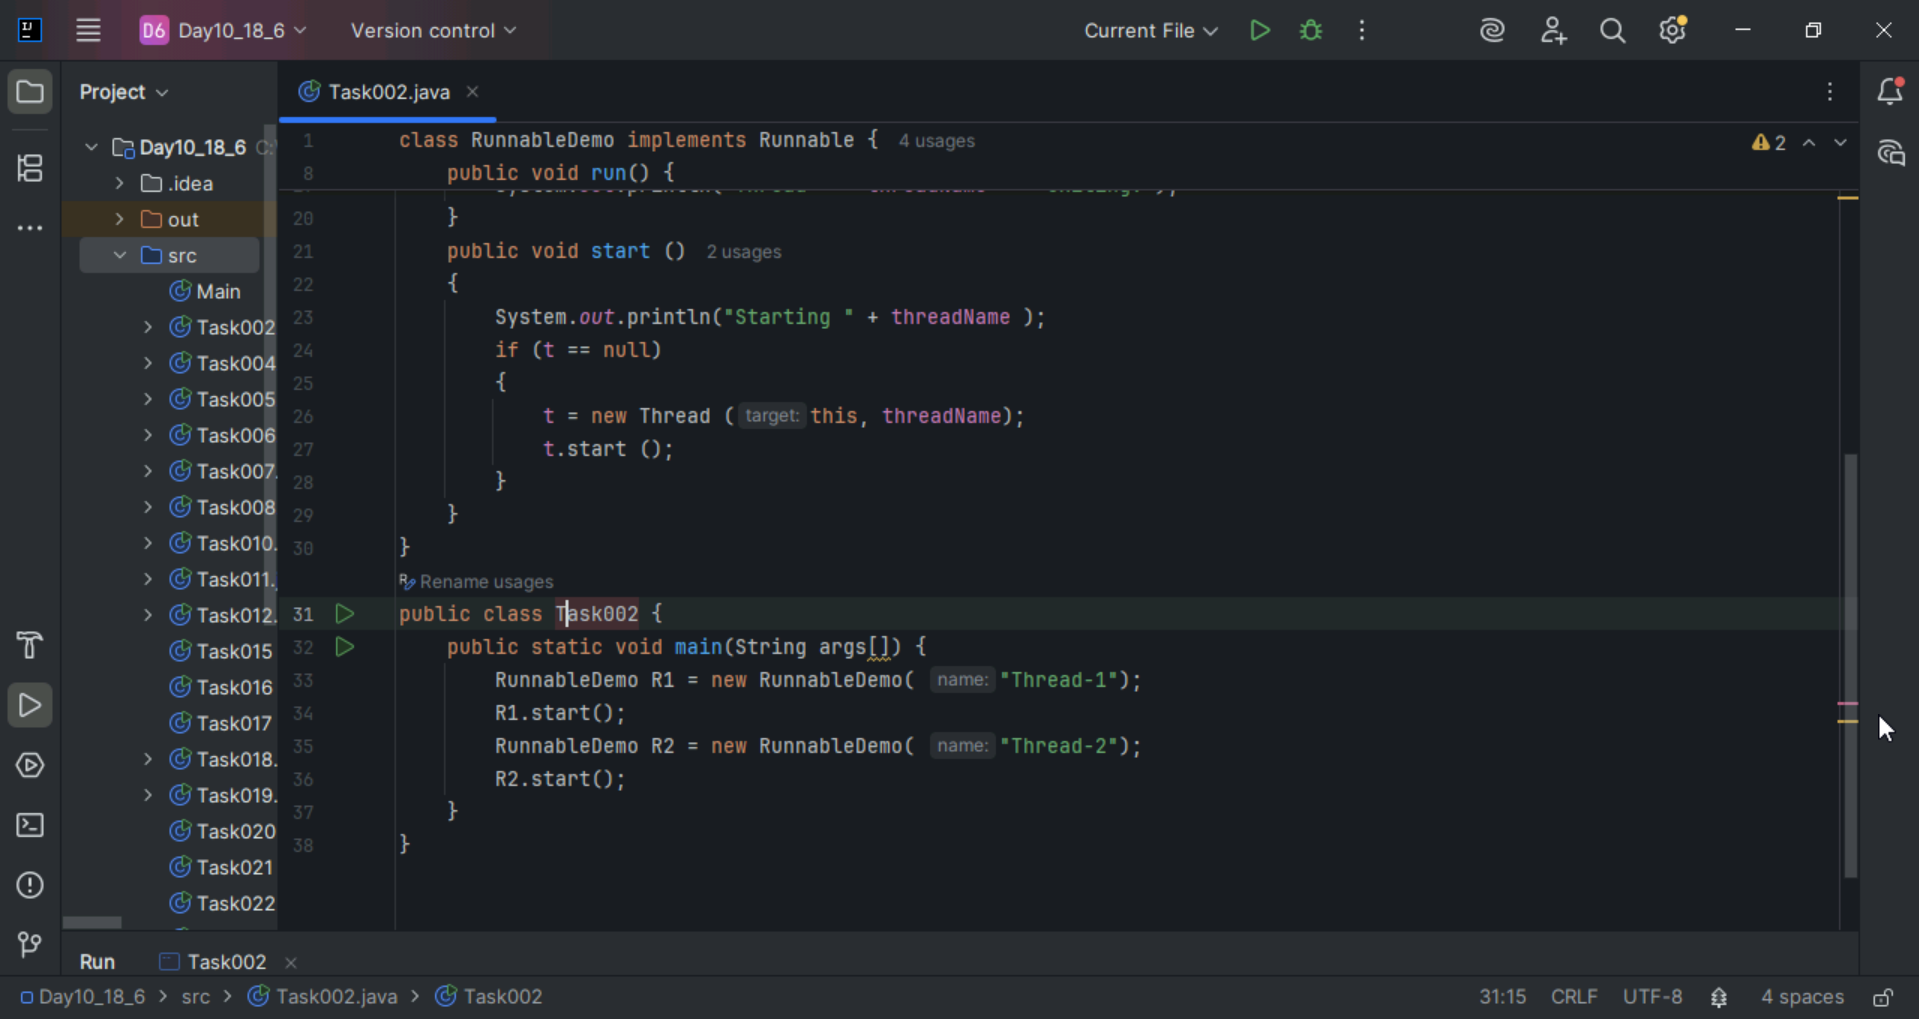 D6 Day10_18_6 Version control Current File
Project
Task002.java
Day10_18_6 C:\
.idea
out
src
Main
Task002
Task004
Task005
Task006
Task007.
Task008
Task010.
Task011.
Task012.
Task015
Task016
Task017
Task018.
Task019.
Task020
Task021
Task022
1 class RunnableDemo implements Runnable { 4 usages
2
8 public void run() {
20 }
21 public void start () 2 usages
22 {
23 System.out.println("Starting " + threadName );
24 if (t == null)
25 {
26 t = new Thread ( target: this, threadName);
27 t.start ();
28 }
29 }
30 }
Rename usages
31 public class Task002 {
32 public static void main(String args[]) {
33 RunnableDemo R1 = new RunnableDemo( name: "Thread-1");
34 R1.start();
35 RunnableDemo R2 = new RunnableDemo( name: "Thread-2");
36 R2.start();
37 }
38 }
Run Task002
Day10_18_6 > src > Task002.java > Task002 31:15 CRLF UTF-8 4 spaces